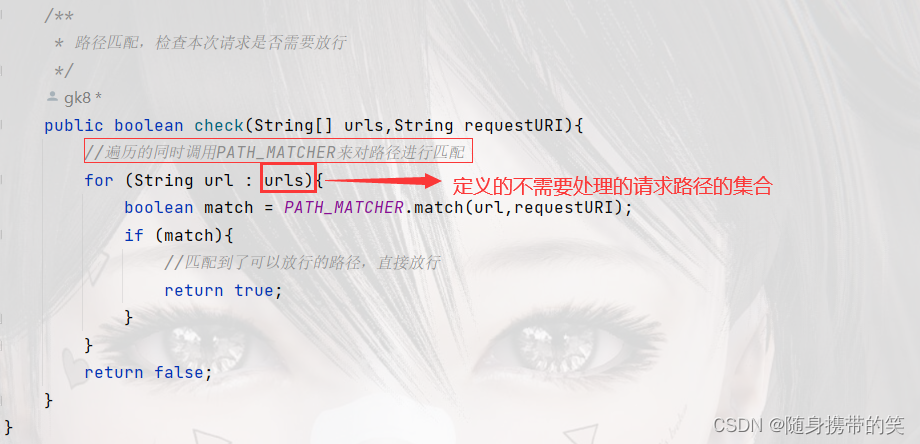 /**
* 路径匹配，检查本次请求是否需要放行
*/
gk8 *
public boolean check(String[] urls,String requestURI){
//遍历的同时调用PATH_MATCHER来对路径进行匹配
for (String url : urls){ 定义的不需要处理的请求路径的集合
boolean match = PATH_MATCHER.match(url,requestURI);
if (match){
//匹配到了可以放行的路径，直接放行
return true;
}
}
return false;
}
}
CSDN @随身携带的笑